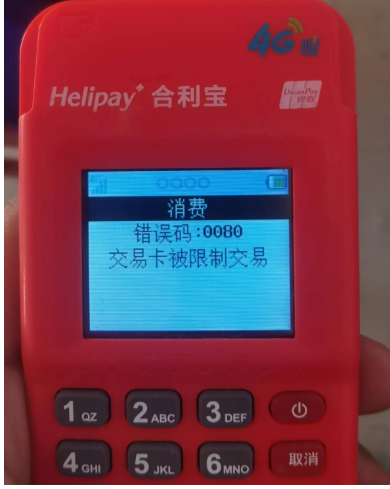 4G
Helipay 合利宝
UnionPay
银联
消费
错误码:0080
交易卡被限制交易
1 QZ 2 ABC 3 DEF
4 GHI 5 JKL 6 MNO 取消